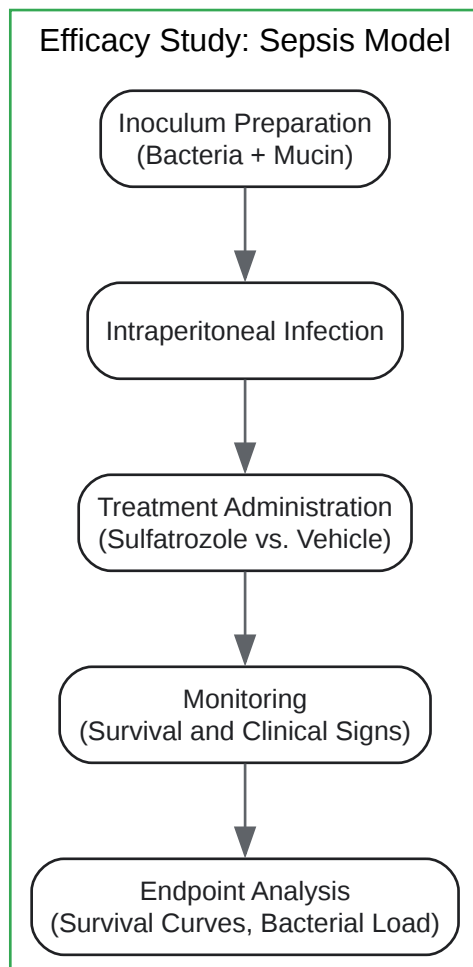 Efficacy Study: Sepsis Model
Inoculum Preparation
(Bacteria + Mucin)
Intraperitoneal Infection
Treatment Administration
(Sulfatrozole vs. Vehicle)
Monitoring
(Survival and Clinical Signs)
Endpoint Analysis
(Survival Curves, Bacterial Load)